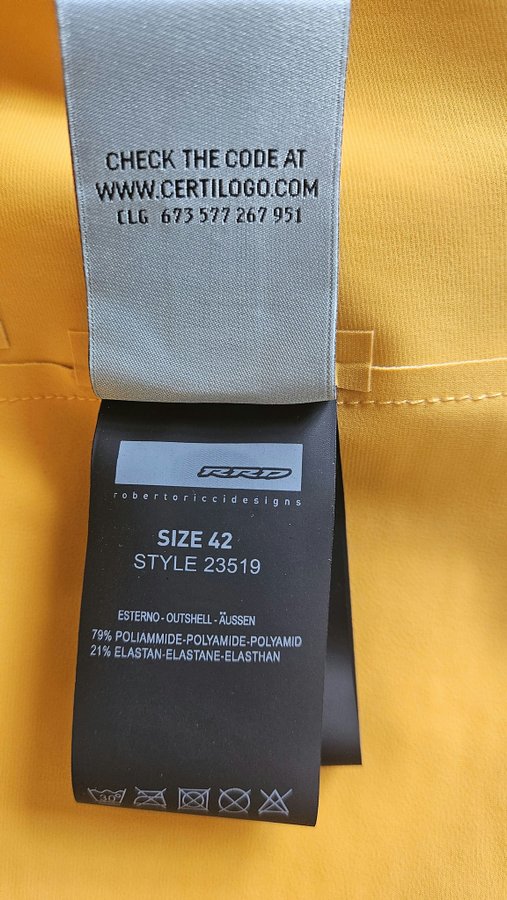 CHECK THE CODE AT
WWW.CERTILOGO.COM
CLG 673 577 267 951
RRD
robertoriccidesigns
SIZE 42
STYLE 23519
ESTERNO - OUTSHELL - ÄUSSEN
79% POLIAMMIDE-POLYAMIDE-POLYAMID
21% ELASTAN-ELASTANE-ELASTHAN
30°